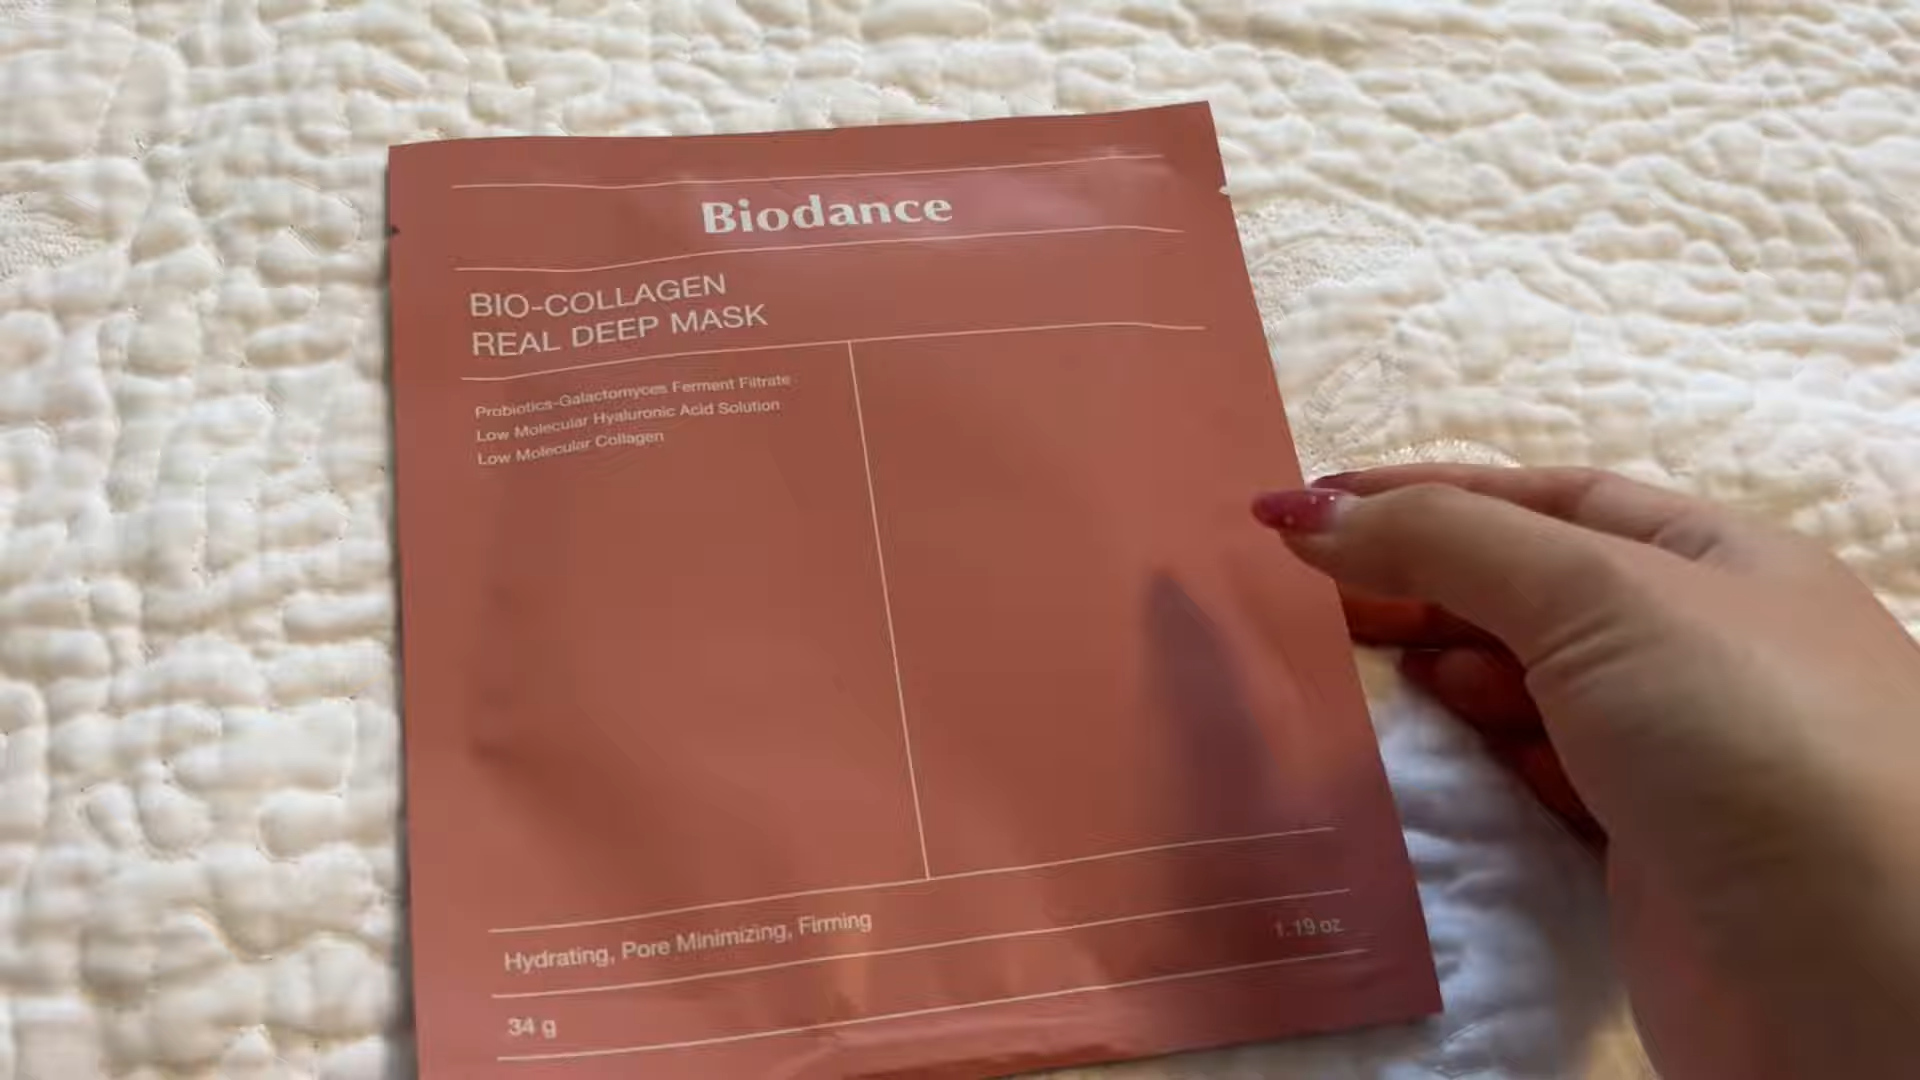 Biodance
BIO-COLLAGEN
REAL DEEP MASK
Probiotics-Galactomyces Ferment Filtrate
Low Molecular Hyaluronic Acid Solution
Low Molecular Collagen
Hydrating, Pore Minimizing, Firming
1.19 oz
34 g